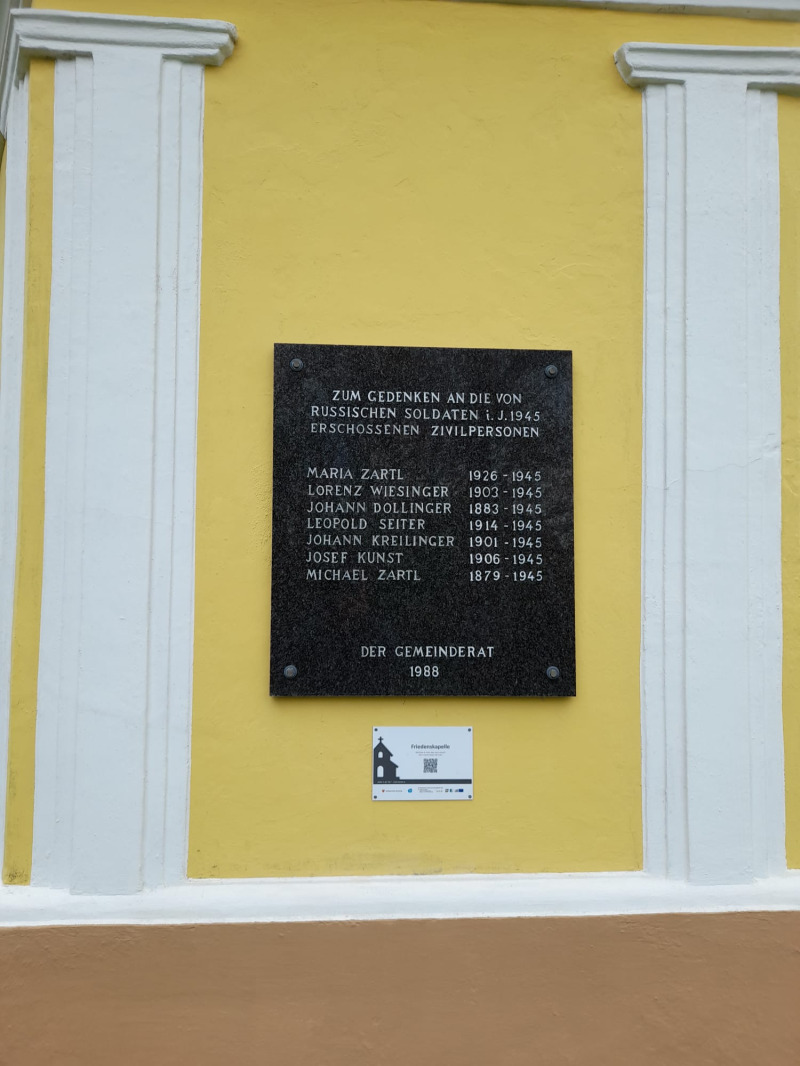 ZUM GEDENKEN AN DIE VON
RUSSISCHEN SOLDATEN i. J. 1945
ERSCHOSSENEN ZIVILPERSONEN
MARIA ZARTL 1926 - 1945
LORENZ WIESINGER 1903 - 1945
JOHANN DOLLINGER 1883 - 1945
LEOPOLD SEITER 1914 - 1945
JOHANN KREILINGER 1901 - 1945
JOSEF KUNST 1906 - 1945
MICHAEL ZARTL 1879 - 1945
DER GEMEINDERAT
1988
Friedenskapelle